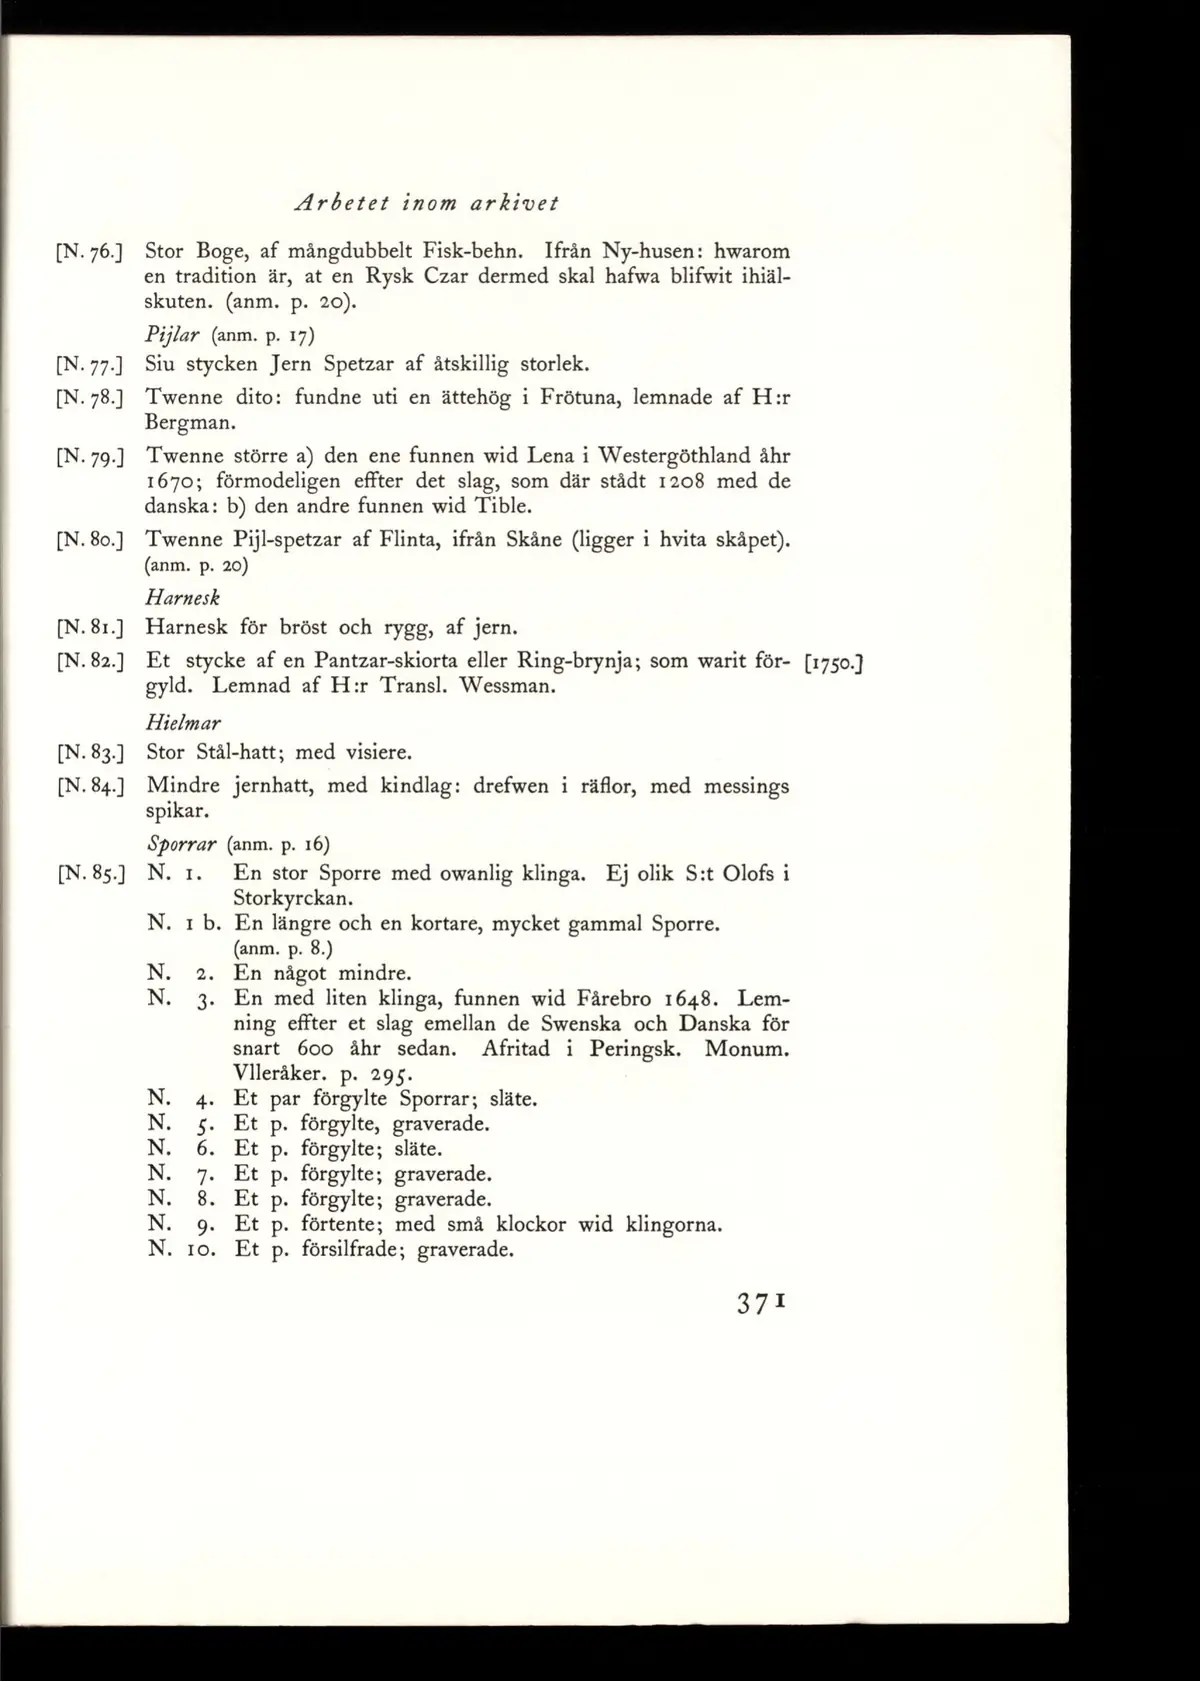 Arbetet inom arkivet
[N. 76.] Stor Boge, af mångdubbelt Fisk-behn. Ifrån Ny-husen: hwarom
en tradition är, at en Rysk Czar dermed skal hafwa blifwit ihiäl-
skuten. (anm. p. 20).
Pijlar (anm. p. 17)
[N. 77.] Siu stycken Jern Spetzar af åtskillig storlek.
[N. 78.] Twenne dito: fundne uti en ättehög i Frötuna, lemnade af H:r
Bergman.
[N. 79.] Twenne större a) den ene funnen wid Lena i Westergöthland åhr
1670; förmodeligen effter det slag, som där stådt 1208 med de
danska: b) den andre funnen wid Tible.
[N. 80.] Twenne Pijl-spetzar af Flinta, ifrån Skåne (ligger i hvita skåpet).
(anm. p. 20)
Harnesk
[N. 81.] Harnesk för bröst och rygg, af jern.
[N. 82.] Et stycke af en Pantzar-skiorta eller Ring-brynja; som warit för- [1750.]
gyld. Lemnad af H:r Transl. Wessman.
Hielmar
[N. 83.] Stor Stål-hatt; med visiere.
[N. 84.] Mindre jernhatt, med kindlag: drefwen i räflor, med messings
spikar.
Sporrar (anm. p. 16)
[N. 85.] N. 1. En stor Sporre med owanlig klinga. Ej olik S:t Olofs i
Storkyrckan.
N. 1 b. En längre och en kortare, mycket gammal Sporre.
(anm. p. 8.)
N. 2. En något mindre.
N. 3. En med liten klinga, funnen wid Fårebro 1648. Lem-
ning effter et slag emellan de Swenska och Danska för
snart 600 åhr sedan. Afritad i Peringsk. Monum.
Vlleråker. p. 295.
N. 4. Et par förgylte Sporrar; släte.
N. 5. Et p. förgylte, graverade.
N. 6. Et p. förgylte; släte.
N. 7. Et p. förgylte; graverade.
N. 8. Et p. förgylte; graverade.
N. 9. Et p. förtente; med små klockor wid klingorna.
N. 10. Et p. försilfrade; graverade.
371